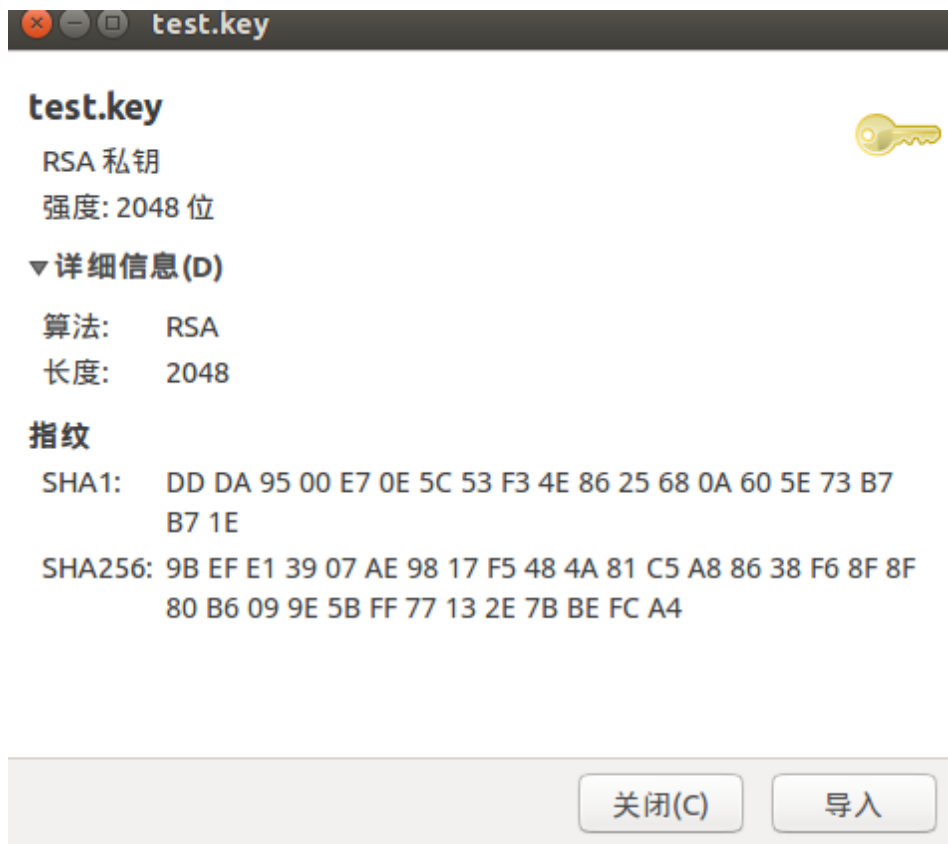 test.key
test.key
RSA 私钥
强度: 2048 位
详细信息(D)
算法: RSA
长度: 2048
指纹
SHA1: DD DA 95 00 E7 0E 5C 53 F3 4E 86 25 68 0A 60 5E 73 B7
B7 1E
SHA256: 9B EF E1 39 07 AE 98 17 F5 48 4A 81 C5 A8 86 38 F6 8F 8F
80 B6 09 9E 5B FF 77 13 2E 7B BE FC A4
关闭(C) 导入